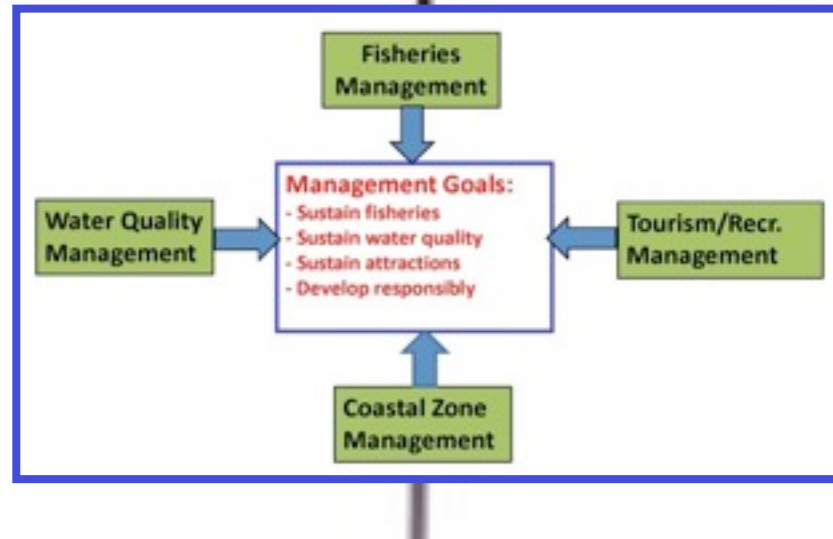 Fisheries
Management
Management Goals:
- Sustain fisheries
- Sustain water quality
- Sustain attractions
- Develop responsibly
Water Quality
Management
Tourism/Recr.
Management
Coastal Zone
Management